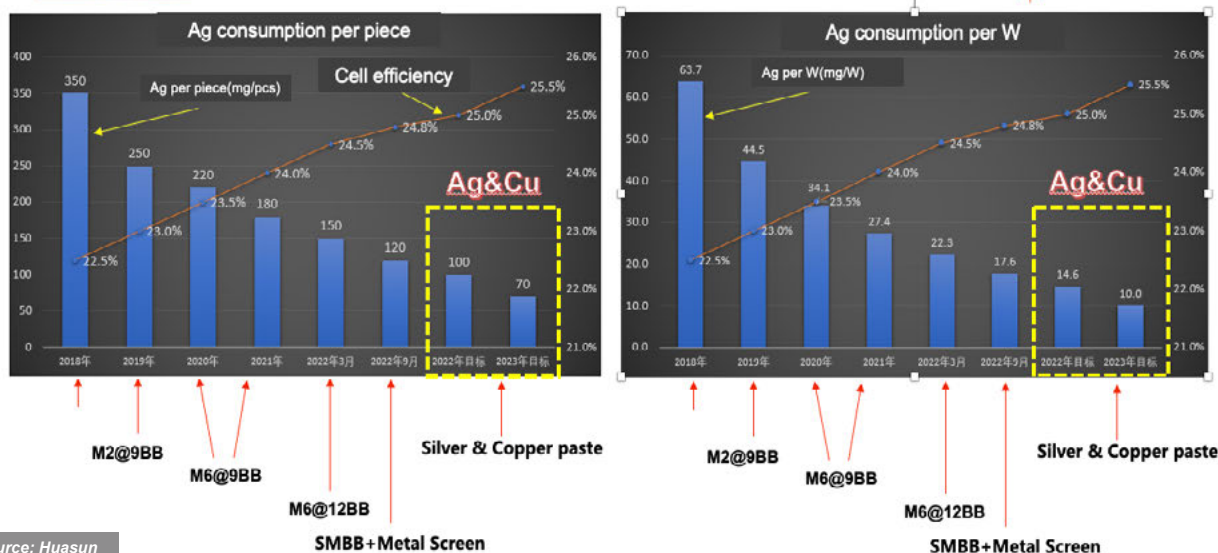 Ag consumption per piece
400
350
300
250
200
150
100
50
0
26.0%
25.0%
24.0%
23.0%
22.0%
21.0%
Ag per piece(mg/pcs)
Cell efficiency
350
250
220
180
150
120
100
70
22.5%
23.0%
23.5%
24.0%
24.5%
24.8%
25.0%
25.5%
Ag&Cu
2018年
2019年
2020年
2021年
2022年3月
2022年9月
2022年目标
2023年目标
M2@9BB
M6@9BB
M6@12BB
SMBB+Metal Screen
Silver & Copper paste
Ag consumption per W
70.0
60.0
50.0
40.0
30.0
20.0
10.0
0.0
26.0%
25.0%
24.0%
23.0%
22.0%
21.0%
Ag per W(mg/W)
63.7
44.5
34.1
27.4
22.3
17.6
14.6
10.0
22.5%
23.0%
23.5%
24.0%
24.5%
24.8%
25.0%
25.5%
Ag&Cu
2018年
2019年
2020年
2021年
2022年3月
2022年9月
2022年目标
2023年目标
M2@9BB
M6@9BB
M6@12BB
SMBB+Metal Screen
Silver & Copper paste
urce: Huasun